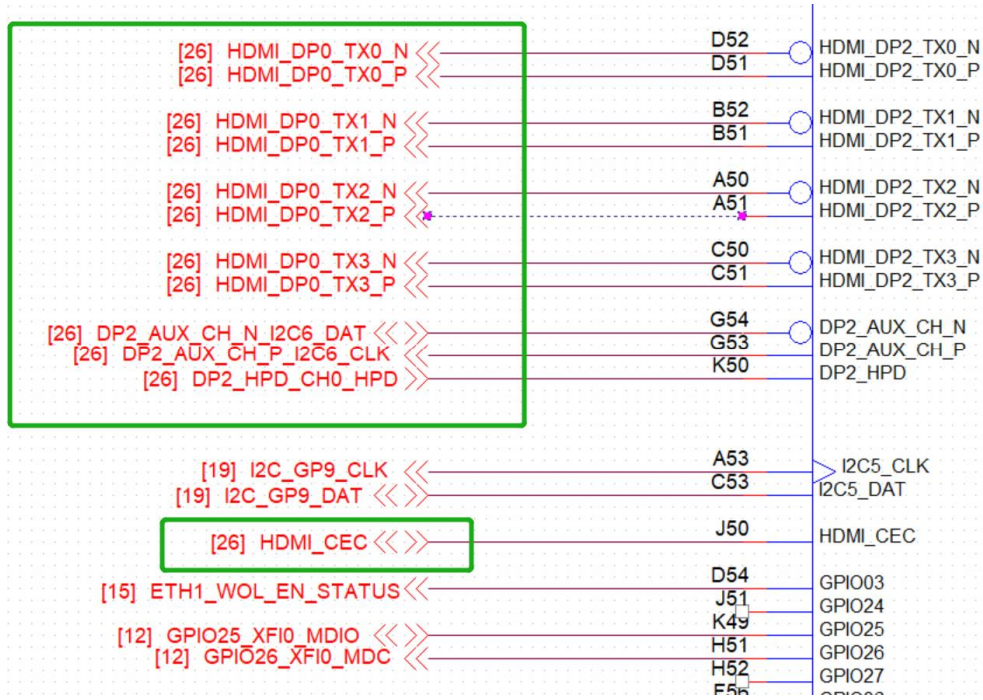 [26] HDMI_DP0_TX0_N D52 HDMI_DP2_TX0_N
[26] HDMI_DP0_TX0_P D51 HDMI_DP2_TX0_P
[26] HDMI_DP0_TX1_N B52 HDMI_DP2_TX1_N
[26] HDMI_DP0_TX1_P B51 HDMI_DP2_TX1_P
[26] HDMI_DP0_TX2_N A50 HDMI_DP2_TX2_N
[26] HDMI_DP0_TX2_P A51 HDMI_DP2_TX2_P
[26] HDMI_DP0_TX3_N C50 HDMI_DP2_TX3_N
[26] HDMI_DP0_TX3_P C51 HDMI_DP2_TX3_P
[26] DP2_AUX_CH_N_I2C6_DAT G54 DP2_AUX_CH_N
[26] DP2_AUX_CH_P_I2C6_CLK G53 DP2_AUX_CH_P
[26] DP2_HPD_CH0_HPD K50 DP2_HPD
[19] I2C_GP9_CLK A53 I2C5_CLK
[19] I2C_GP9_DAT C53 I2C5_DAT
[26] HDMI_CEC J50 HDMI_CEC
[15] ETH1_WOL_EN_STATUS D54 GPIO03
J51 GPIO24
[12] GPIO25_XFI0_MDIO K49 GPIO25
[12] GPIO26_XFI0_MDC H51 GPIO26
H52 GPIO27